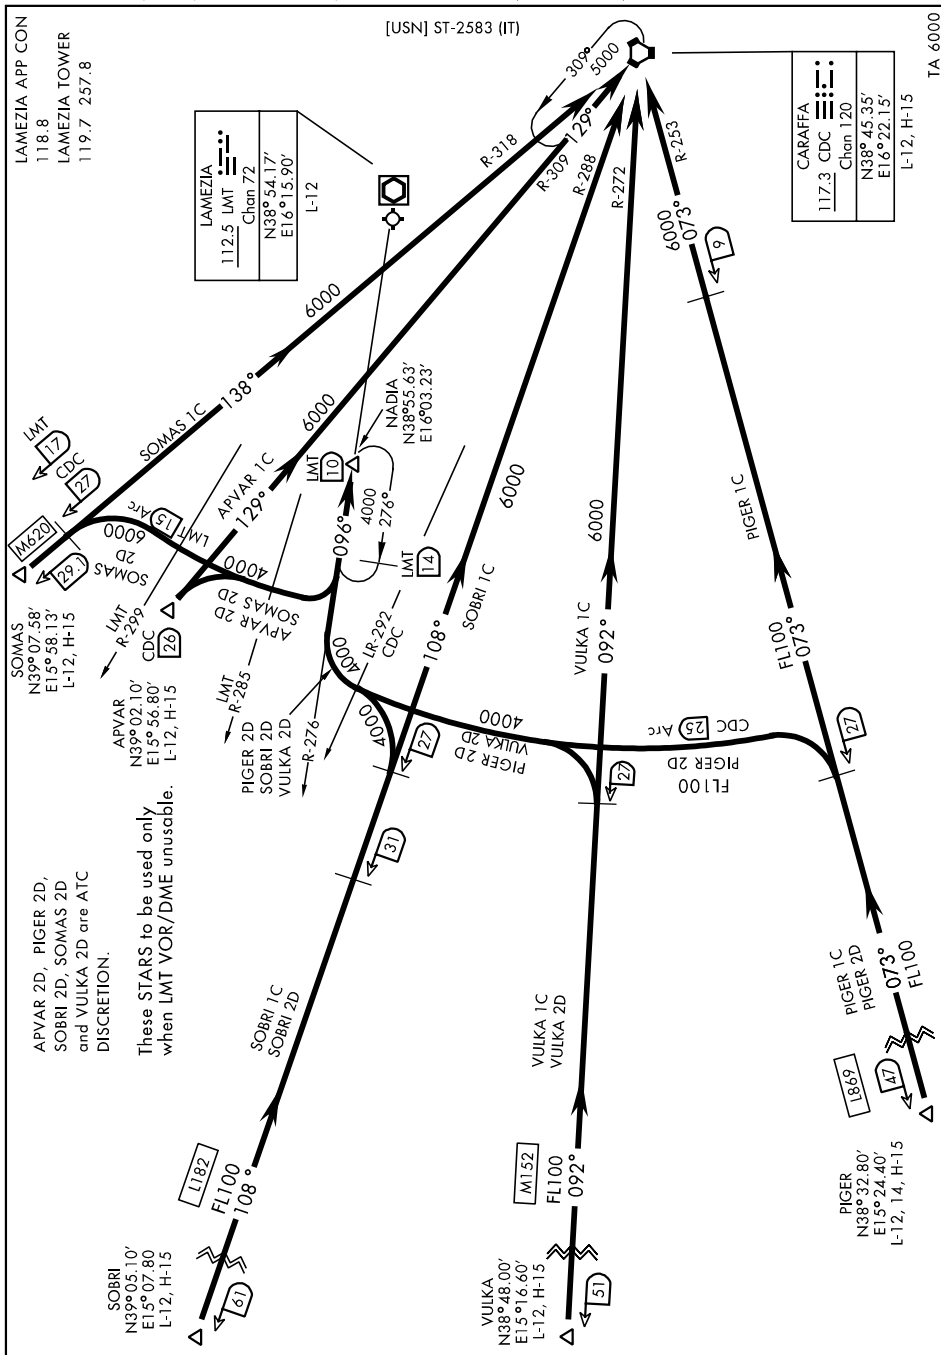 [USN] ST-2583 (IT)
LAMEZIA APP CON
118.8
LAMEZIA TOWER
119.7 257.8
TA 6000
LAMEZIA
112.5 LMT
Chan 72
N38°54.17'
E16°15.90'
L-12
CARAFFA
117.3 CDC
Chan 120
N38° 45.35'
E16°22.15'
L-12, H-15
309°
5000
129°
R-318
R-309
R-288
R-272
R-253
6000
073°
9
6000
138°
SOMAS 1C
LMT
17
CDC
27
M620
29.1
SOMAS
N39°07.58'
E15°58.13'
L-12, H-15
6000
SOMAS
2D
LMT 15 Arc
LMT
R-299
6000
APVAR 1C
129°
CDC
26
APVAR
N39°02.10'
E15°56.80'
L-12, H-15
4000
SOMAS 2D
APVAR 2D
LMT
R-285
NADIA
N38°55.63'
E16°03.23'
LMT
10
096°
4000
276°
LMT
14
LR-292
CDC
R-276
4000
PIGER 2D
SOBRI 2D
VULKA 2D
6000
SOBRI 1C
108°
27
4000
31
SOBRI 1C
SOBRI 2D
L182
FL100
108°
61
SOBRI
N39°05.10'
E15°07.80
L-12, H-15
6000
VULKA 1C
092°
27
4000
VULKA 2D
PIGER 2D
VULKA 1C
VULKA 2D
M152
FL100
092°
51
VULKA
N38°48.00'
E15°16.60'
L-12, H-15
PIGER 1C
FL100
073°
27
CDC 25 Arc
PIGER 2D
FL100
PIGER 1C
PIGER 2D
073°
FL100
L869
47
PIGER
N38°32.80'
E15°24.40'
L-12, 14, H-15
APVAR 2D, PIGER 2D,
SOBRI 2D, SOMAS 2D
and VULKA 2D are ATC
DISCRETION.
These STARS to be used only
when LMT VOR/DME unusable.